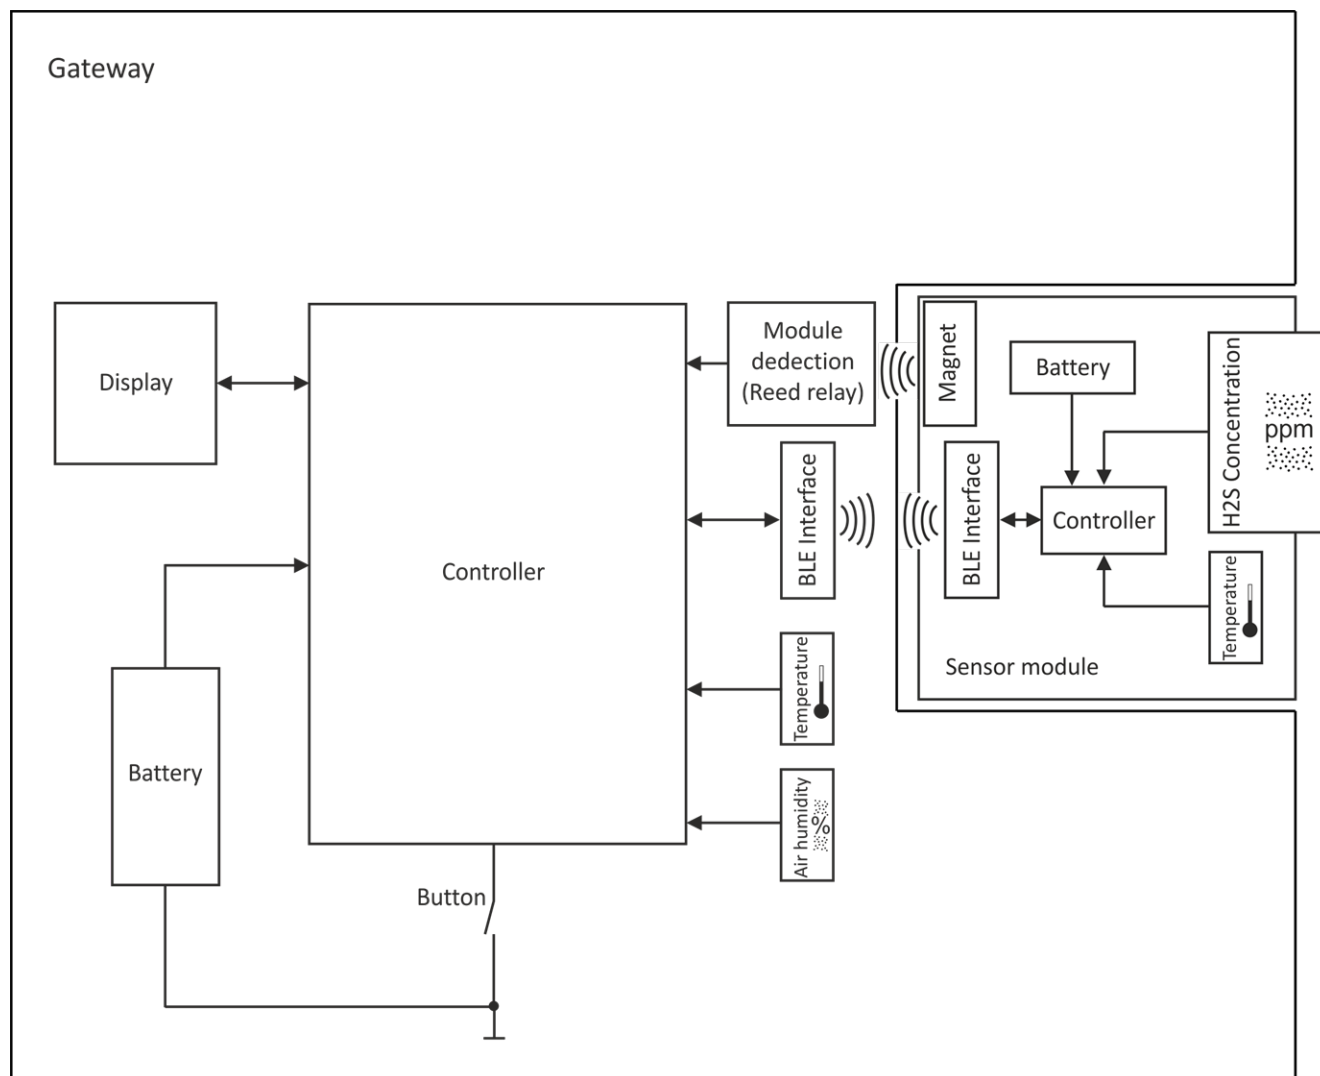 Gateway
Display
Controller
Module
dedection
(Reed relay)
Magnet
Battery
H2S Concentration
ppm
BLE Interface
BLE Interface
Controller
Temperature
Sensor module
Temperature
Battery
Air humidity
%
Button